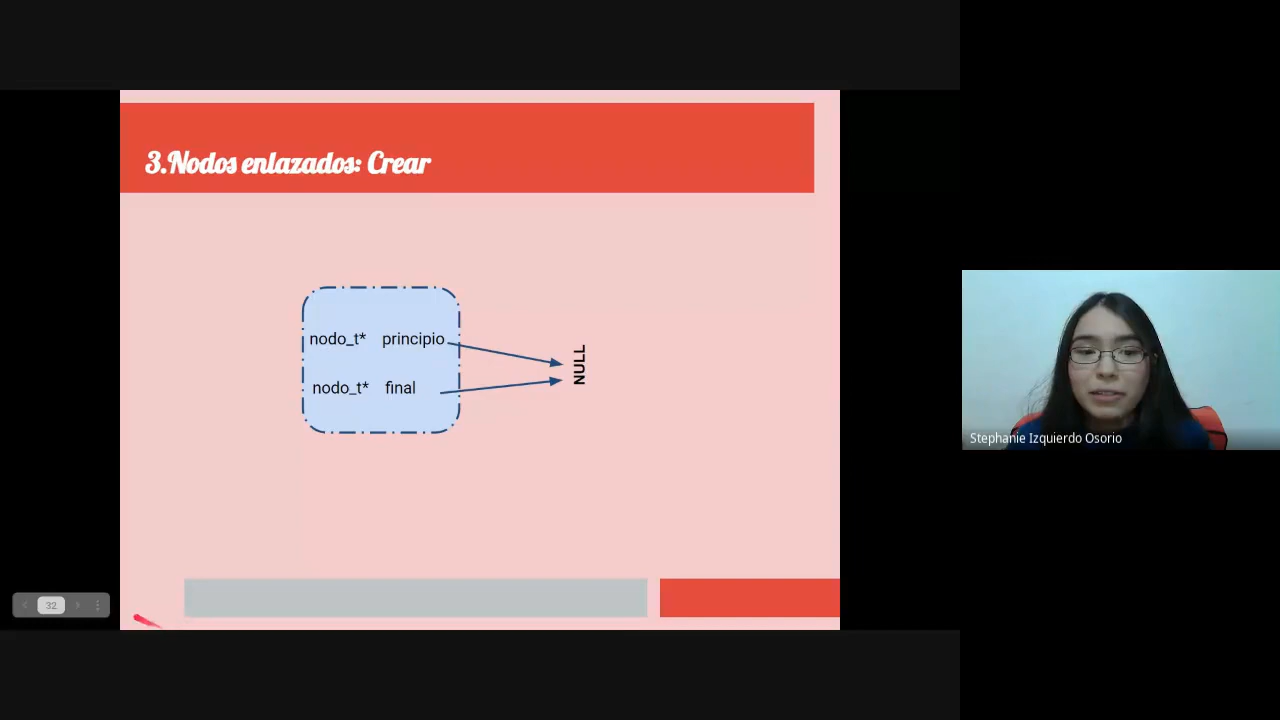 3.Nodos enlazados: Crear
nodo_t* principio
nodo_t* final
NULL
32
Stephanie Izquierdo Osorio